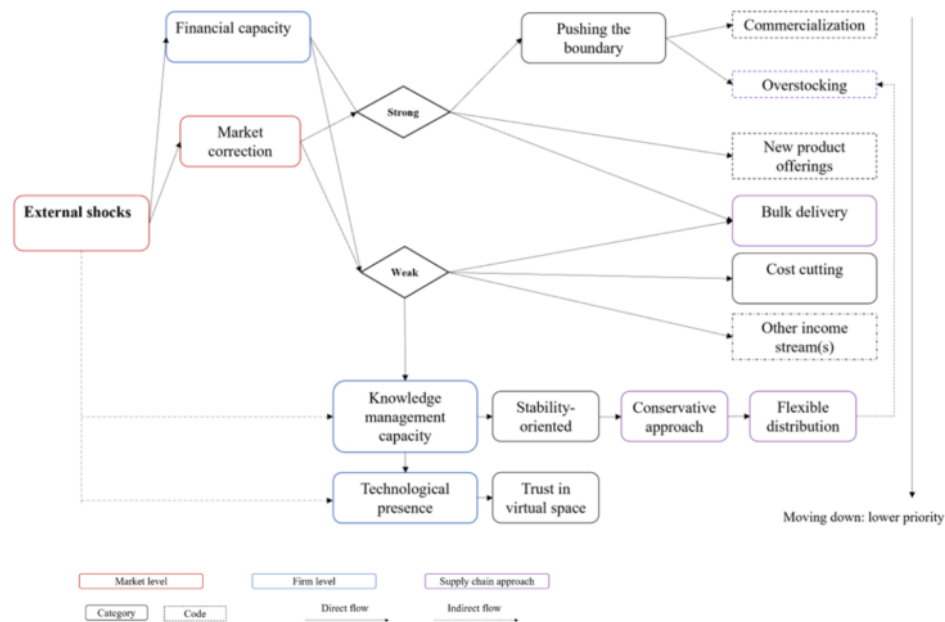 Financial capacity
Pushing the
boundary
Commercialization
Overstocking
Strong
Market
correction
New product
offerings
External shocks
Bulk delivery
Weak
Cost cutting
Other income
stream(s)
Knowledge
management
capacity
Stability-
oriented
Conservative
approach
Flexible
distribution
Technological
presence
Trust in
virtual space
Moving down: lower priority
Market level
Firm level
Supply chain approach
Category
Code
Direct flow
Indirect flow